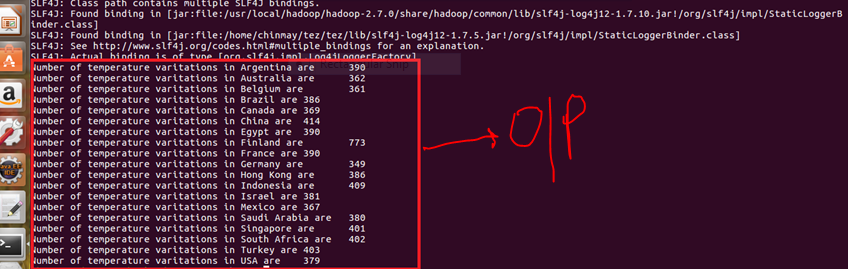 SLF4J: Class path contains multiple SLF4J bindings.
SLF4J: Found binding in [jar:file:/usr/local/hadoop/hadoop-2.7.0/share/hadoop/common/lib/slf4j-log4j12-1.7.10.jar!/org/slf4j/impl/StaticLoggerB
inder.class]
SLF4J: Found binding in [jar:file:/home/chinmay/tez/tez/lib/slf4j-log4j12-1.7.5.jar!/org/slf4j/impl/StaticLoggerBinder.class]
SLF4J: See http://www.slf4j.org/codes.html#multiple_bindings for an explanation.
SLF4J: Actual binding is of type [org.slf4j.impl.Log4jLoggerFactory]
Number of temperature varitations in Argentina are 390
Number of temperature varitations in Australia are 362
Number of temperature varitations in Belgium are 361
Number of temperature varitations in Brazil are 386
Number of temperature varitations in Canada are 369
Number of temperature varitations in China are 414
Number of temperature varitations in Egypt are 390
Number of temperature varitations in Finland are 773
Number of temperature varitations in France are 390
Number of temperature varitations in Germany are 349
Number of temperature varitations in Hong Kong are 386
Number of temperature varitations in Indonesia are 409
Number of temperature varitations in Israel are 381
Number of temperature varitations in Mexico are 367
Number of temperature varitations in Saudi Arabia are 380
Number of temperature varitations in Singapore are 401
Number of temperature varitations in South Africa are 402
Number of temperature varitations in Turkey are 403
Number of temperature varitations in USA are 379
O|P